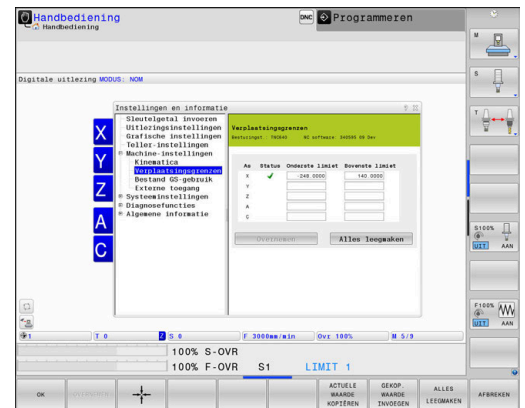 Handbediening
Handbediening
DNC
Programmeren
Digitale uitlezing MODUS: NOM
Instellingen en informatie
Sleutelgetal invoeren
Uitlezingsinstellingen
Grafische instellingen
Teller-instellingen
Machine-instellingen
Kinematica
Verplaatsingsgrenzen
Bestand GS-gebruik
Externe toegang
Systeeminstellingen
Diagnosefuncties
Algemene informatie
X
Y
Z
A
C
Verplaatsingsgrenzen
As Status Onderste limiet Bovenste limiet
X -246.0000 140.0000
Y
Z
A
C
Overnemen Alles leegmaken
1 T 0 Z S 0 F 3000mm/min Ovr 100% M 5/9
100% S-OVR
100% F-OVR S1 LIMIT 1
M
S
T
S100%
UIT AAN
F100%
UIT AAN
OK
ACTUELE WAARDE KOPIËREN
GEKOP. WAARDE INVOEGEN
ALLES LEEGMAKEN
AFBREKEN